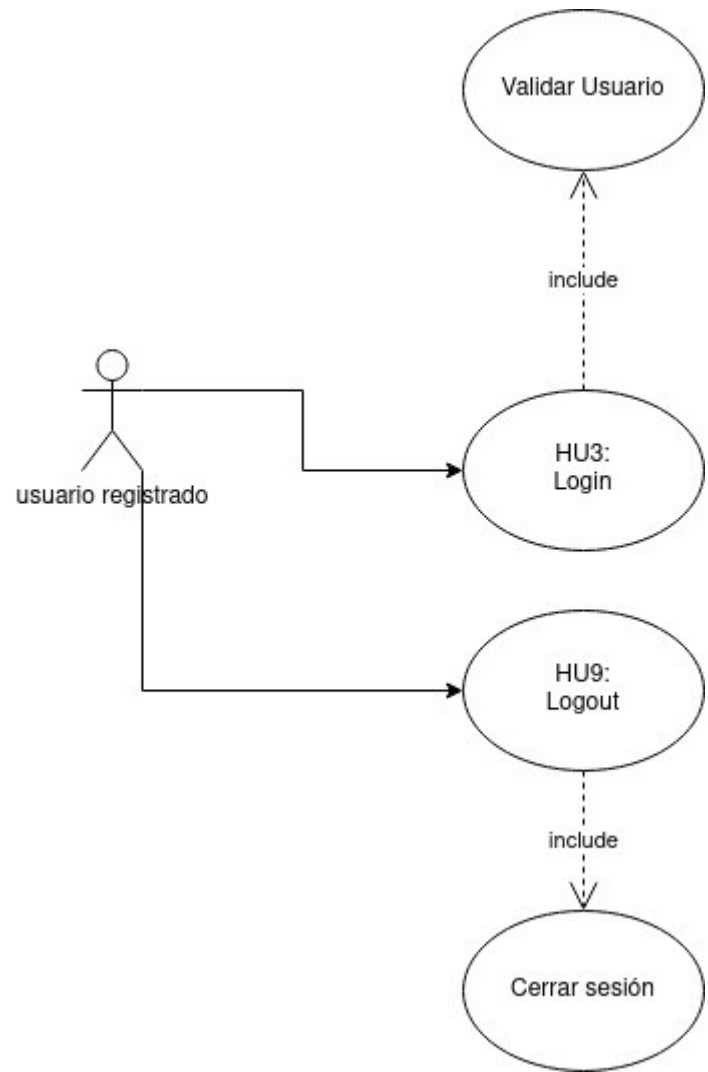 Validar Usuario
include
HU3:
Login
usuario registrado
HU9:
Logout
include
Cerrar sesión